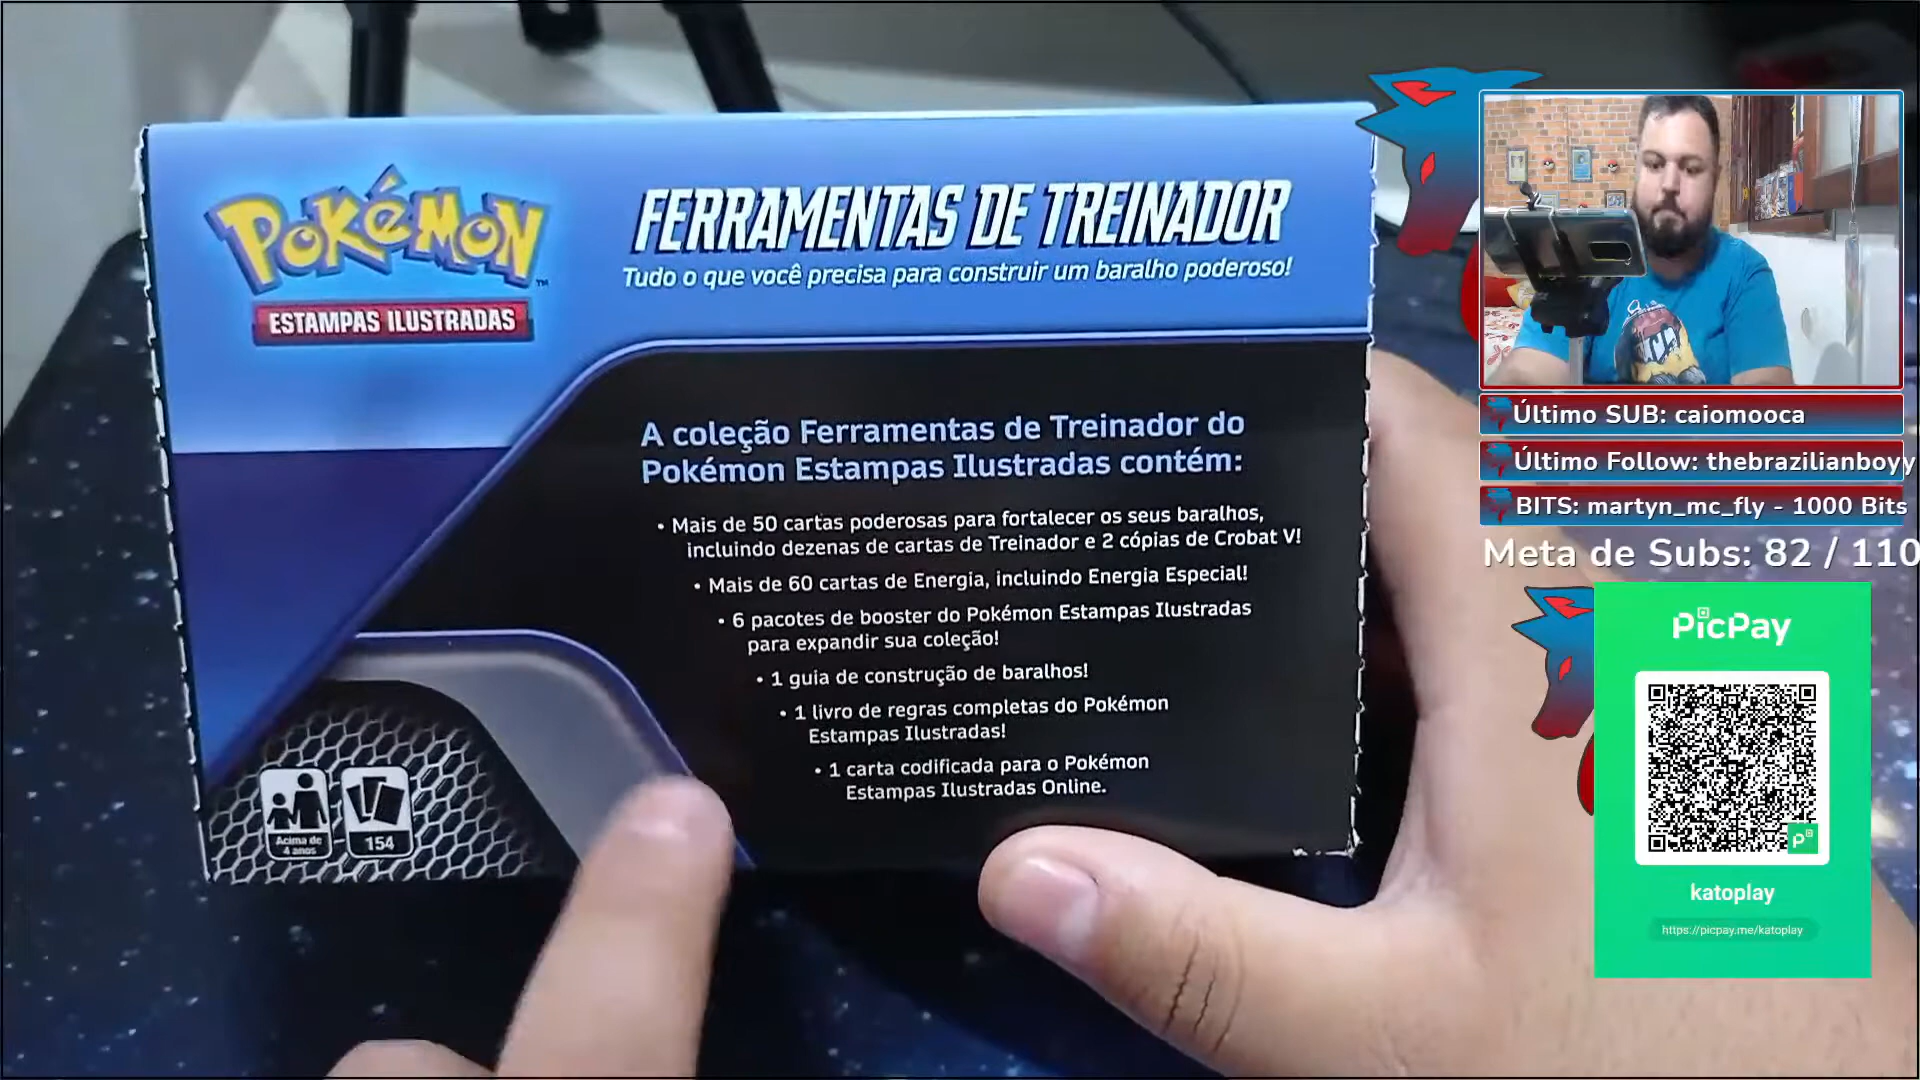 POKéMON™
ESTAMPAS ILUSTRADAS
FERRAMENTAS DE TREINADOR
Tudo o que você precisa para construir um baralho poderoso!
A coleção Ferramentas de Treinador do
Pokémon Estampas Ilustradas contém:
• Mais de 50 cartas poderosas para fortalecer os seus baralhos,
incluindo dezenas de cartas de Treinador e 2 cópias de Crobat V!
• Mais de 60 cartas de Energia, incluindo Energia Especial!
• 6 pacotes de booster do Pokémon Estampas Ilustradas
para expandir sua coleção!
• 1 guia de construção de baralhos!
• 1 livro de regras completas do Pokémon
Estampas Ilustradas!
• 1 carta codificada para o Pokémon
Estampas Ilustradas Online.
Acima de
4 anos
154
Último SUB: caiomooca
Último Follow: thebrazilianboyy
BITS: martyn_mc_fly - 1000 Bits
Meta de Subs: 82 / 110
PicPay
katoplay
https://picpay.me/katoplay